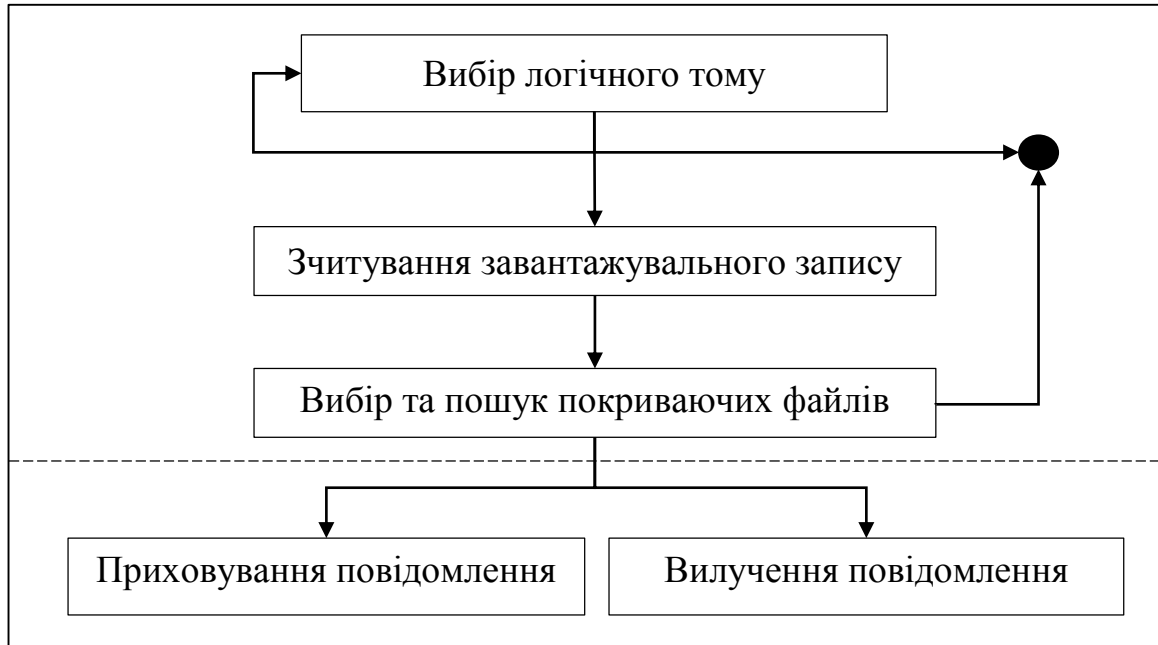 Вибір логічного тому
Зчитування завантажувального запису
Вибір та пошук покриваючих файлів
Приховування повідомлення
Вилучення повідомлення